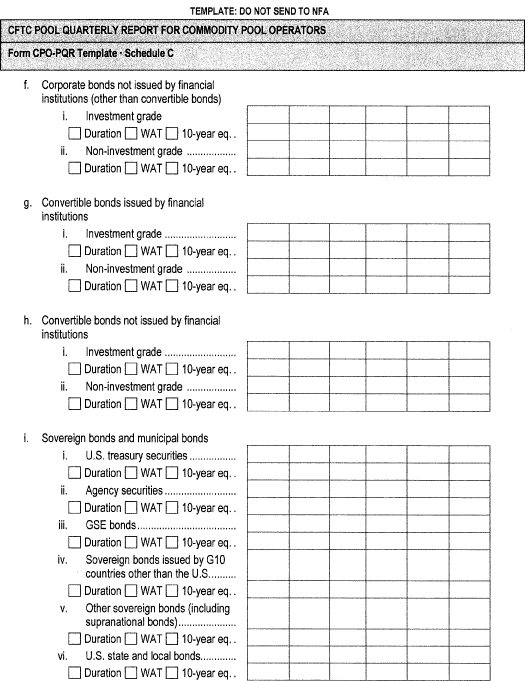 TEMPLATE: DO NOT SEND TO NFA
CFTC POOL QUARTERLY REPORT FOR COMMODITY POOL OPERATORS
Form CPO-PQR Template · Schedule C
f. Corporate bonds not issued by financial
institutions (other than convertible bonds)
i. Investment grade
Duration WAT 10-year eq. .
ii. Non-investment grade ..................
Duration WAT 10-year eq. .
g. Convertible bonds issued by financial
institutions
i. Investment grade ..........................
Duration WAT 10-year eq. .
ii. Non-investment grade ..................
Duration WAT 10-year eq. .
h. Convertible bonds not issued by financial
institutions
i. Investment grade ..........................
Duration WAT 10-year eq. .
ii. Non-investment grade ..................
Duration WAT 10-year eq. .
i. Sovereign bonds and municipal bonds
i. U.S. treasury securities .................
Duration WAT 10-year eq. .
ii. Agency securities ..........................
Duration WAT 10-year eq. .
iii. GSE bonds ....................................
Duration WAT 10-year eq. .
iv. Sovereign bonds issued by G10
countries other than the U.S..........
Duration WAT 10-year eq. .
v. Other sovereign bonds (including
supranational bonds).....................
Duration WAT 10-year eq. .
vi. U.S. state and local bonds.............
Duration WAT 10-year eq. .